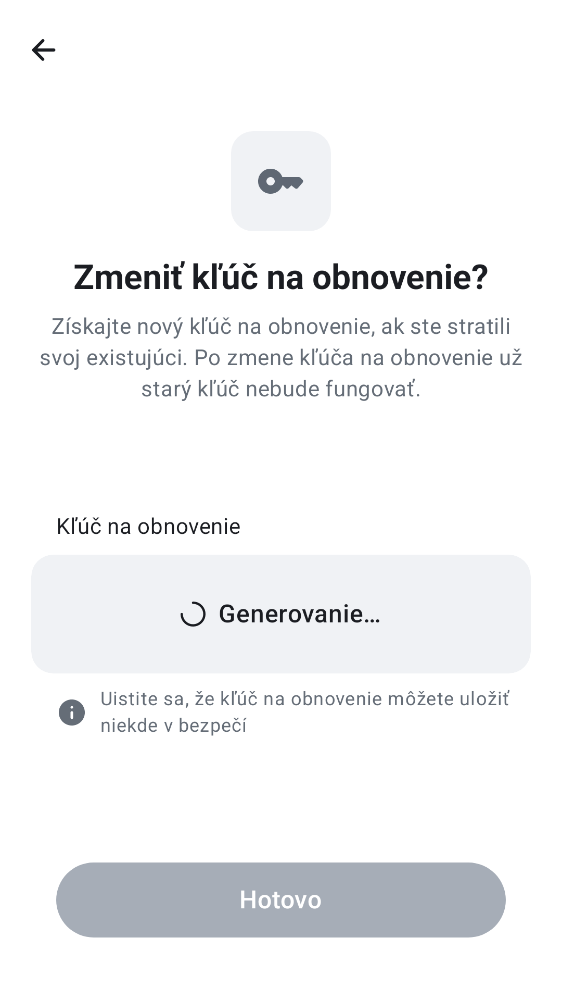 Zmeniť kľúč na obnovenie?
Získajte nový kľúč na obnovenie, ak ste stratili
svoj existujúci. Po zmene kľúča na obnovenie už
starý kľúč nebude fungovať.
Kľúč na obnovenie
Generovanie…
Uistite sa, že kľúč na obnovenie môžete uložiť
niekde v bezpečí
Hotovo